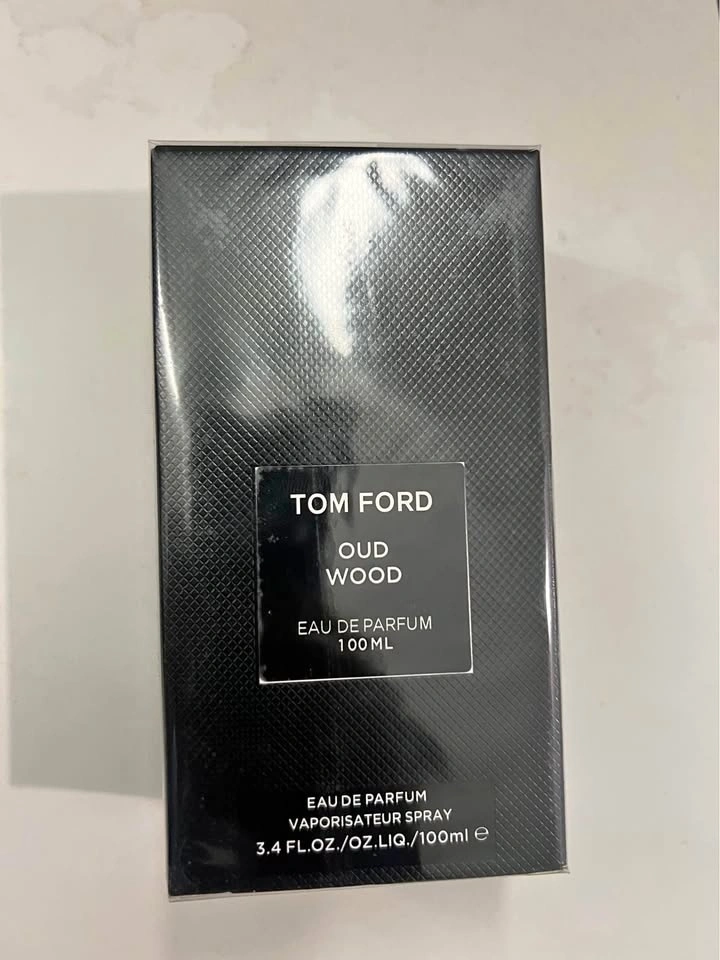 TOM FORD
OUD
WOOD
EAU DE PARFUM
100 ML
EAU DE PARFUM
VAPORISATEUR SPRAY
3.4 FL.OZ./OZ.LIQ./100ml ℮